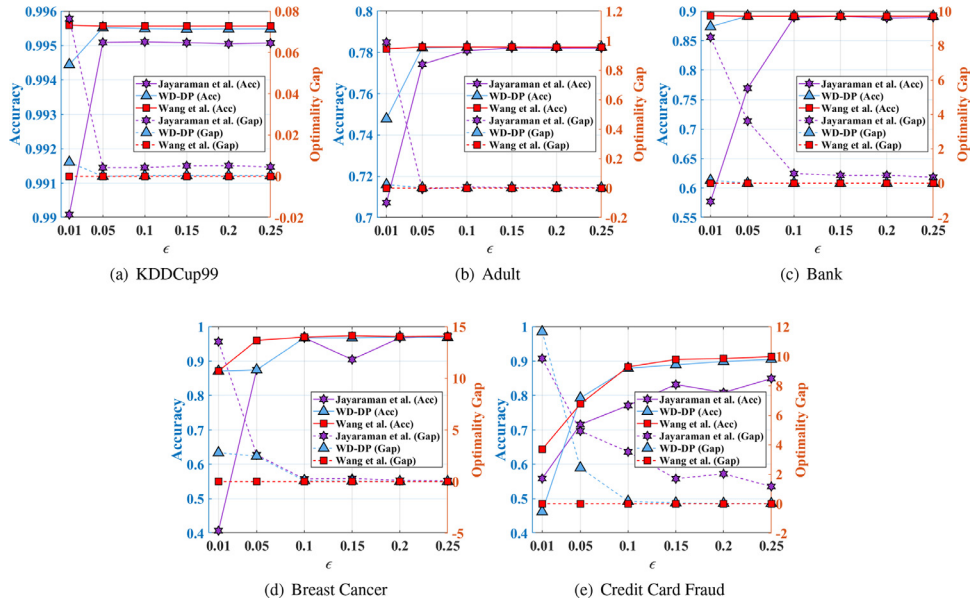 0.996
0.995
0.994
0.993
0.992
0.991
0.99
Accuracy
0.08
0.06
0.04
0.02
0
-0.02
Optimality Gap
Jayaraman et al. (Acc)
WD-DP (Acc)
Wang et al. (Acc)
Jayaraman et al. (Gap)
WD-DP (Gap)
Wang et al. (Gap)
0.01 0.05 0.1 0.15 0.2 0.25
ϵ
(a) KDDCup99
0.8
0.78
0.76
0.74
0.72
0.7
Accuracy
1.2
1
0.8
0.6
0.4
0.2
0
-0.2
Optimality Gap
Jayaraman et al. (Acc)
WD-DP (Acc)
Wang et al. (Acc)
Jayaraman et al. (Gap)
WD-DP (Gap)
Wang et al. (Gap)
0.01 0.05 0.1 0.15 0.2 0.25
ϵ
(b) Adult
0.9
0.85
0.8
0.75
0.7
0.65
0.6
0.55
Accuracy
10
8
6
4
2
0
-2
Optimality Gap
Jayaraman et al. (Acc)
WD-DP (Acc)
Wang et al. (Acc)
Jayaraman et al. (Gap)
WD-DP (Gap)
Wang et al. (Gap)
0.01 0.05 0.1 0.15 0.2 0.25
ϵ
(c) Bank
1
0.9
0.8
0.7
0.6
0.5
0.4
Accuracy
15
10
5
0
-5
Optimality Gap
Jayaraman et al. (Acc)
WD-DP (Acc)
Wang et al. (Acc)
Jayaraman et al. (Gap)
WD-DP (Gap)
Wang et al. (Gap)
0.01 0.05 0.1 0.15 0.2 0.25
ϵ
(d) Breast Cancer
1
0.9
0.8
0.7
0.6
0.5
0.4
Accuracy
12
10
8
6
4
2
0
-2
Optimality Gap
Jayaraman et al. (Acc)
WD-DP (Acc)
Wang et al. (Acc)
Jayaraman et al. (Gap)
WD-DP (Gap)
Wang et al. (Gap)
0.01 0.05 0.1 0.15 0.2 0.25
ϵ
(e) Credit Card Fraud